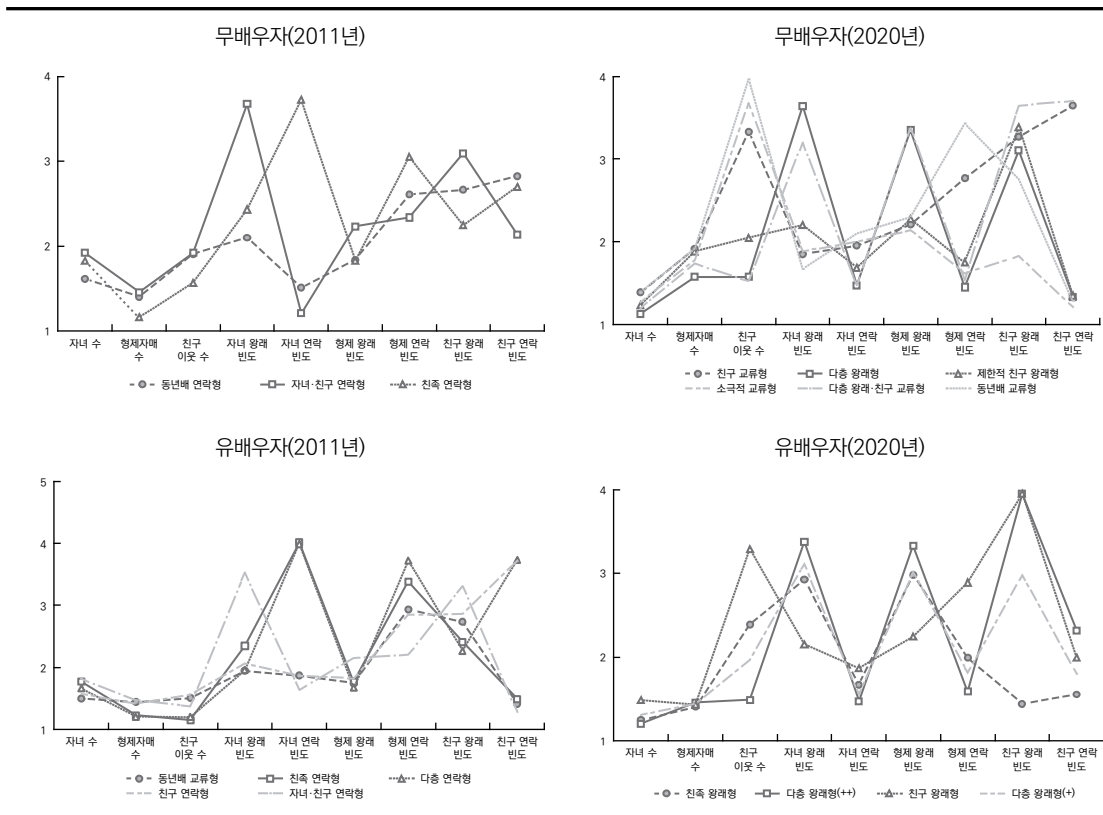 무배우자(2011년)
4
3
2
1
자녀 수
형제자매
수
친구
이웃 수
자녀 왕래
빈도
자녀 연락
빈도
형제 왕래
빈도
형제 연락
빈도
친구 왕래
빈도
친구 연락
빈도
동년배 연락형
자녀·친구 연락형
친족 연락형
무배우자(2020년)
4
3
2
1
자녀 수
형제자매
수
친구
이웃 수
자녀 왕래
빈도
자녀 연락
빈도
형제 왕래
빈도
형제 연락
빈도
친구 왕래
빈도
친구 연락
빈도
친구 교류형
다층 왕래형
제한적 친구 왕래형
소극적 교류형
다층 왕래·친구 교류형
동년배 교류형
유배우자(2011년)
5
4
3
2
1
자녀 수
형제자매
수
친구
이웃 수
자녀 왕래
빈도
자녀 연락
빈도
형제 왕래
빈도
형제 연락
빈도
친구 왕래
빈도
친구 연락
빈도
동년배 교류형
친족 연락형
다층 연락형
친구 연락형
자녀·친구 연락형
유배우자(2020년)
4
3
2
1
자녀 수
형제자매
수
친구
이웃 수
자녀 왕래
빈도
자녀 연락
빈도
형제 왕래
빈도
형제 연락
빈도
친구 왕래
빈도
친구 연락
빈도
친족 왕래형
다층 왕래형(++)
친구 왕래형
다층 왕래형(+)